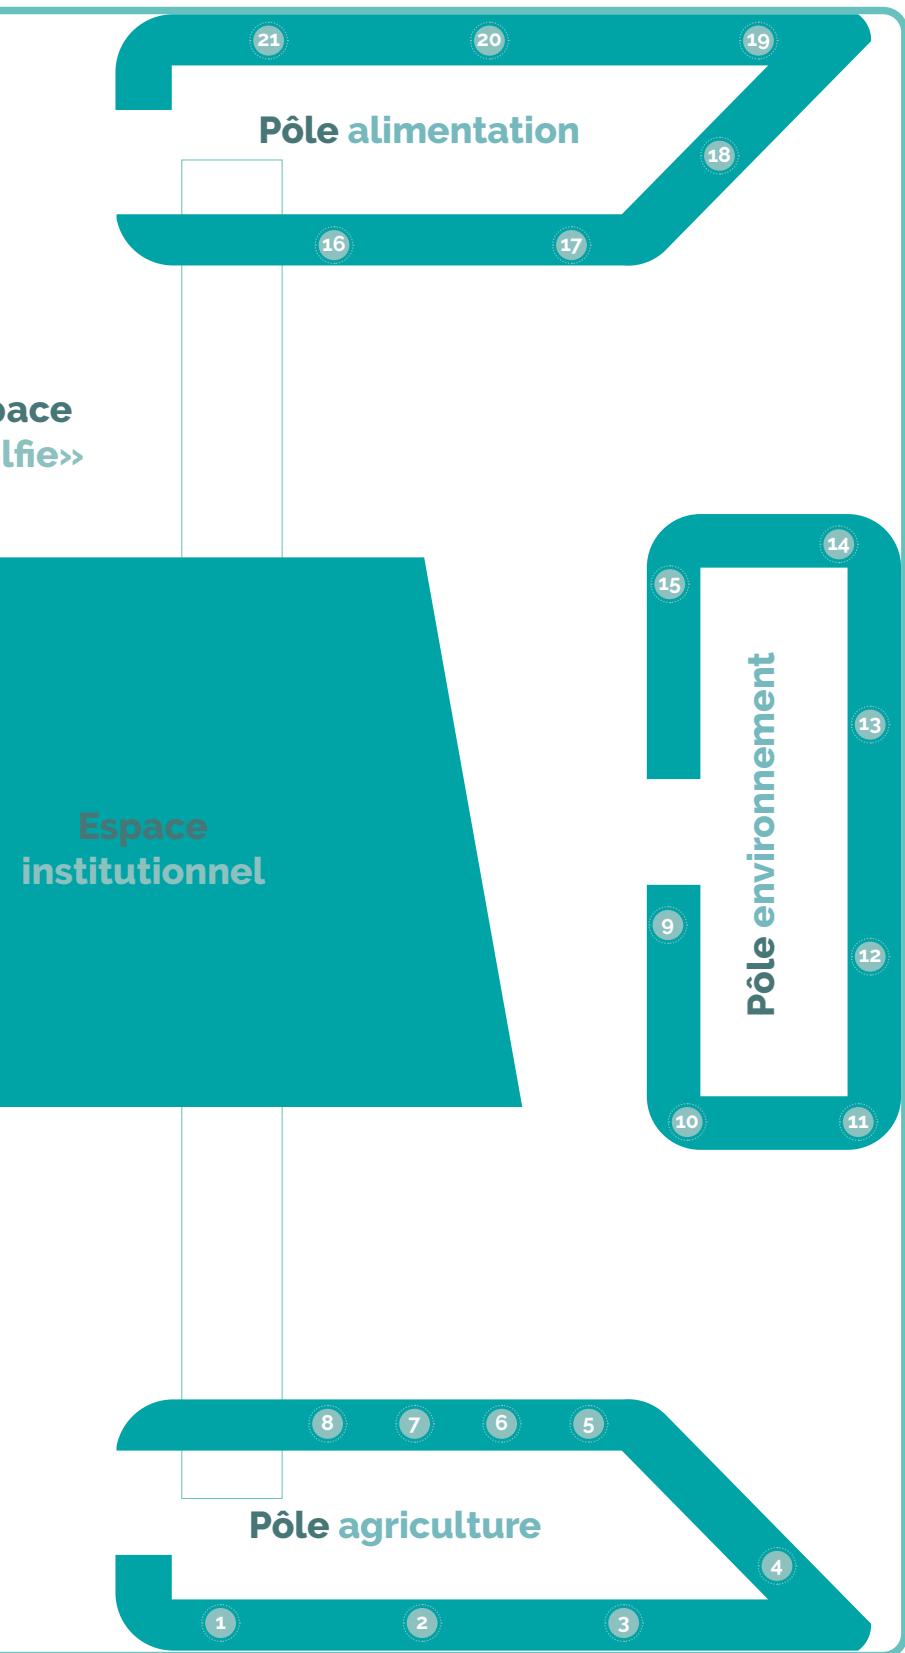 21 20 19
Pôle alimentation
18
16 17
pace
lfie»
14
15
13
Pôle environnement
Espace
institutionnel
9
12
10 11
8 7 6 5
Pôle agriculture
4
1 2 3